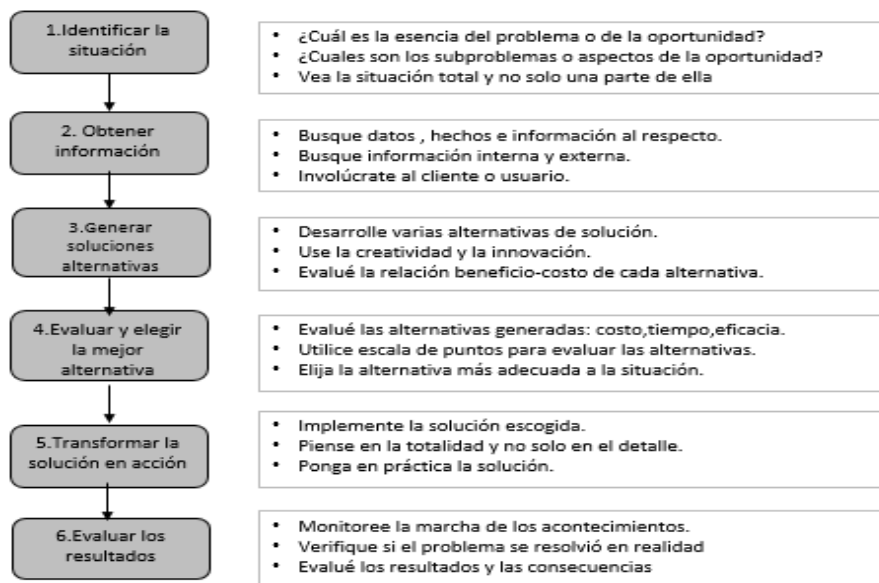 1.Identificar la
situación
• ¿Cuál es la esencia del problema o de la oportunidad?
• ¿Cuales son los subproblemas o aspectos de la oportunidad?
• Vea la situación total y no solo una parte de ella
2. Obtener
información
• Busque datos , hechos e información al respecto.
• Busque información interna y externa.
• Involúcrate al cliente o usuario.
3.Generar
soluciones
alternativas
• Desarrolle varias alternativas de solución.
• Use la creatividad y la innovación.
• Evalué la relación beneficio-costo de cada alternativa.
4.Evaluar y elegir
la mejor
alternativa
• Evalué las alternativas generadas: costo,tiempo,eficacia.
• Utilice escala de puntos para evaluar las alternativas.
• Elija la alternativa más adecuada a la situación.
5.Transformar la
solución en acción
• Implemente la solución escogida.
• Piense en la totalidad y no solo en el detalle.
• Ponga en práctica la solución.
6.Evaluar los
resultados
• Monitoree la marcha de los acontecimientos.
• Verifique si el problema se resolvió en realidad
• Evalué los resultados y las consecuencias